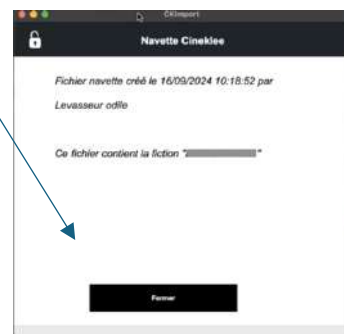 CKImport
Navette Cineklee
Fichier navette créé le 16/09/2024 10:18:52 par
Levasseur odile
Ce fichier contient la fiction " "
Fermer